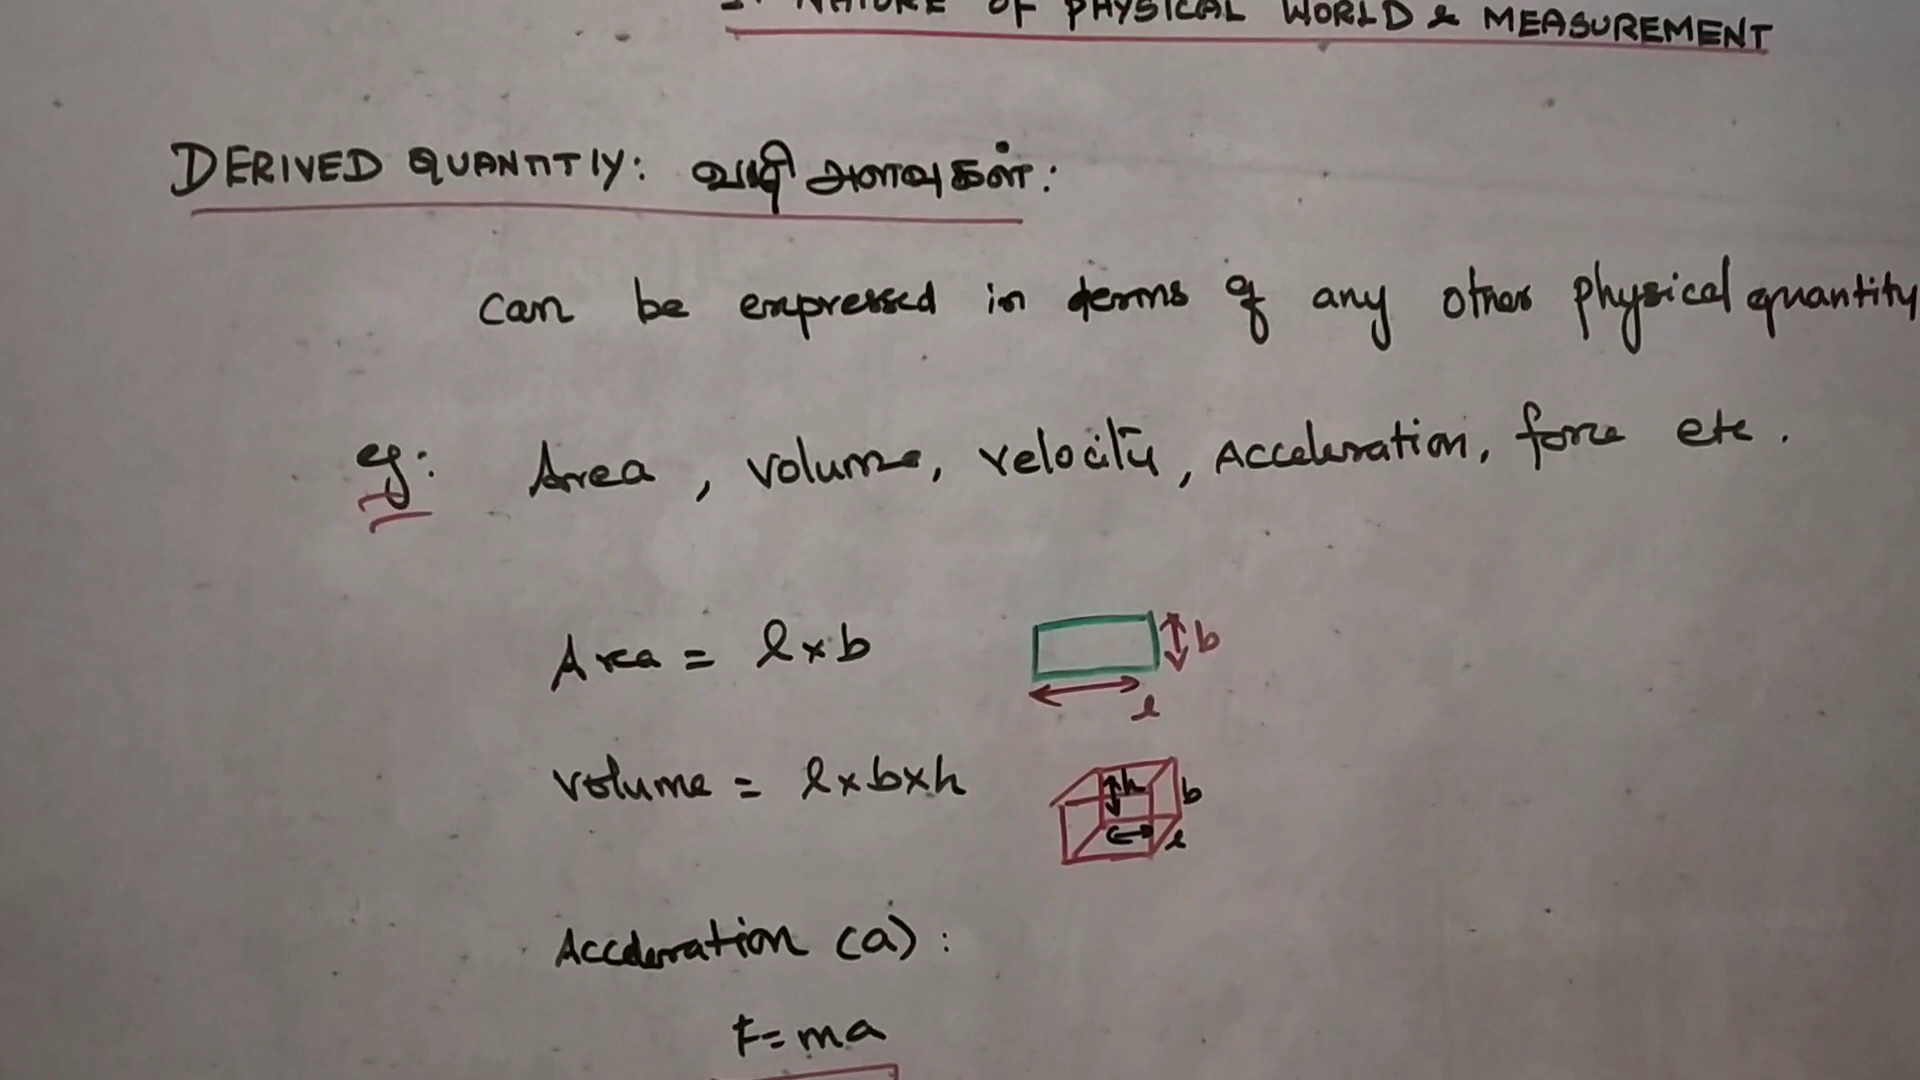 NATURE OF PHYSICAL WORLD & MEASUREMENT
DERIVED QUANTITIY: வழி அளவுகள்:
can be expressed in terms of any other physical quantity
eg: Area, volume, velocity, Acceleration, force etc.
Area = l×b
b
l
volume = l×b×h
h
b
l
Acceleration (a):
F=ma